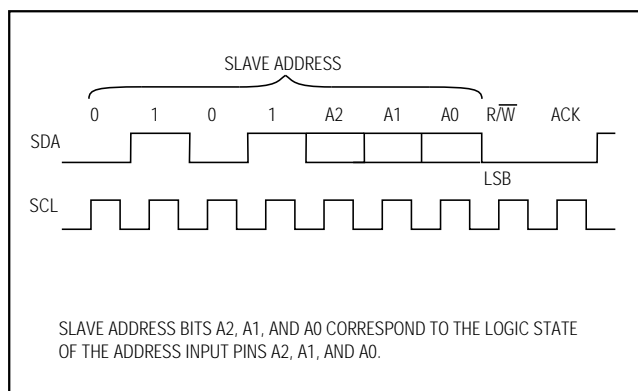 SLAVE ADDRESS
0 1 0 1 A2 A1 A0 R/W̅ ACK
SDA
LSB
SCL
SLAVE ADDRESS BITS A2, A1, AND A0 CORRESPOND TO THE LOGIC STATE
OF THE ADDRESS INPUT PINS A2, A1, AND A0.